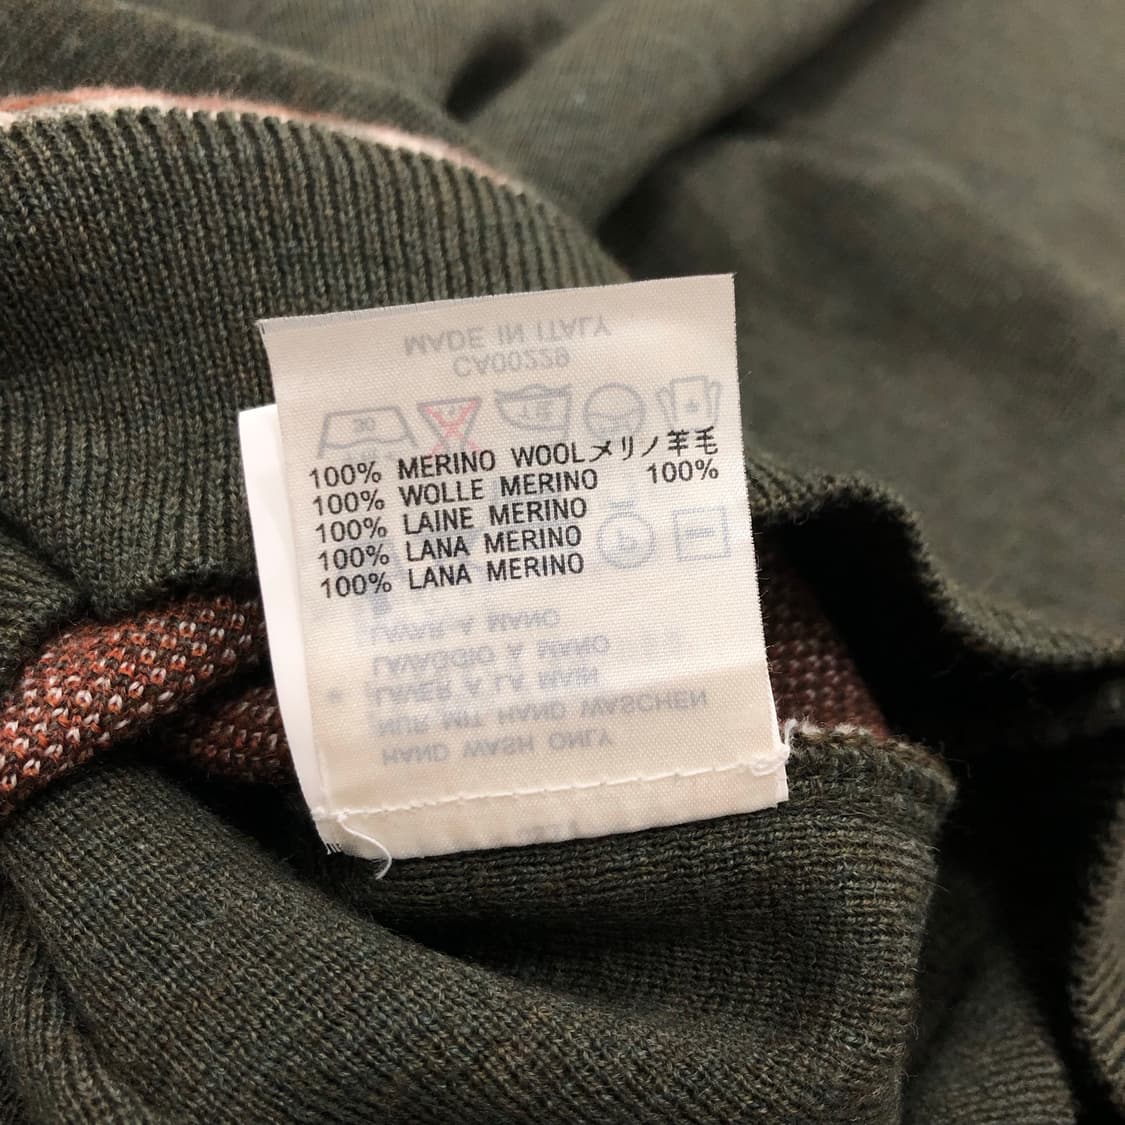 MADE IN ITALY
CA00229
30
100% MERINO WOOL メリノ羊毛
100% WOLLE MERINO 100%
100% LAINE MERINO
100% LANA MERINO
100% LANA MERINO
LAVAR A MANO
LAVAGGIO A MANO
LAVER A LA MAIN
NUR MIT HAND WASCHEN
HAND WASH ONLY